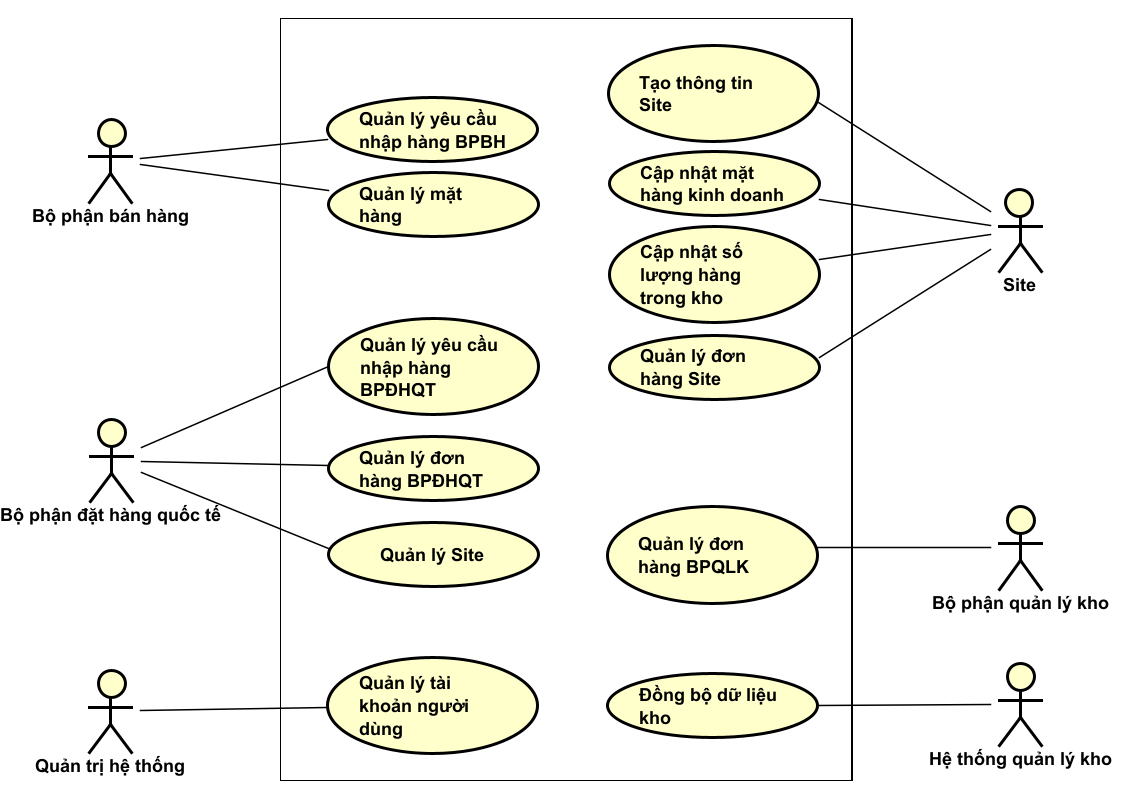 Quản lý yêu cầu
nhập hàng BPBH
Quản lý mặt
hàng
Bộ phận bán hàng
Tạo thông tin
Site
Cập nhật mặt
hàng kinh doanh
Cập nhật số
lượng hàng
trong kho
Quản lý đơn
hàng Site
Site
Quản lý yêu cầu
nhập hàng
BPĐHQT
Quản lý đơn
hàng BPĐHQT
Quản lý Site
Bộ phận đặt hàng quốc tế
Quản lý đơn
hàng BPQLK
Bộ phận quản lý kho
Quản lý tài
khoản người
dùng
Quản trị hệ thống
Đồng bộ dữ liệu
kho
Hệ thống quản lý kho